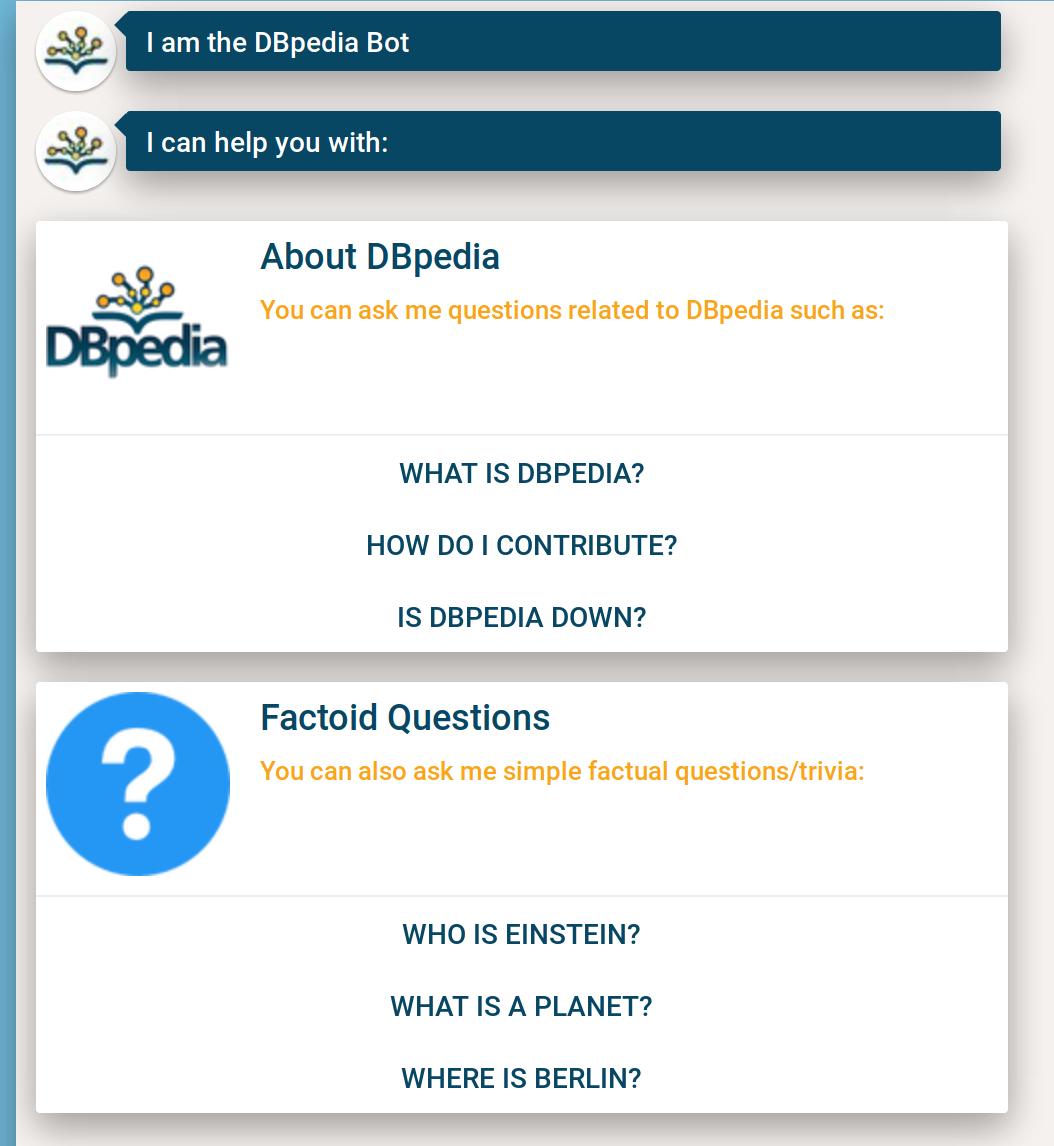 I am the DBpedia Bot
I can help you with:
About DBpedia
You can ask me questions related to DBpedia such as:
DBpedia
WHAT IS DBPEDIA?
HOW DO I CONTRIBUTE?
IS DBPEDIA DOWN?
Factoid Questions
You can also ask me simple factual questions/trivia:
?
WHO IS EINSTEIN?
WHAT IS A PLANET?
WHERE IS BERLIN?